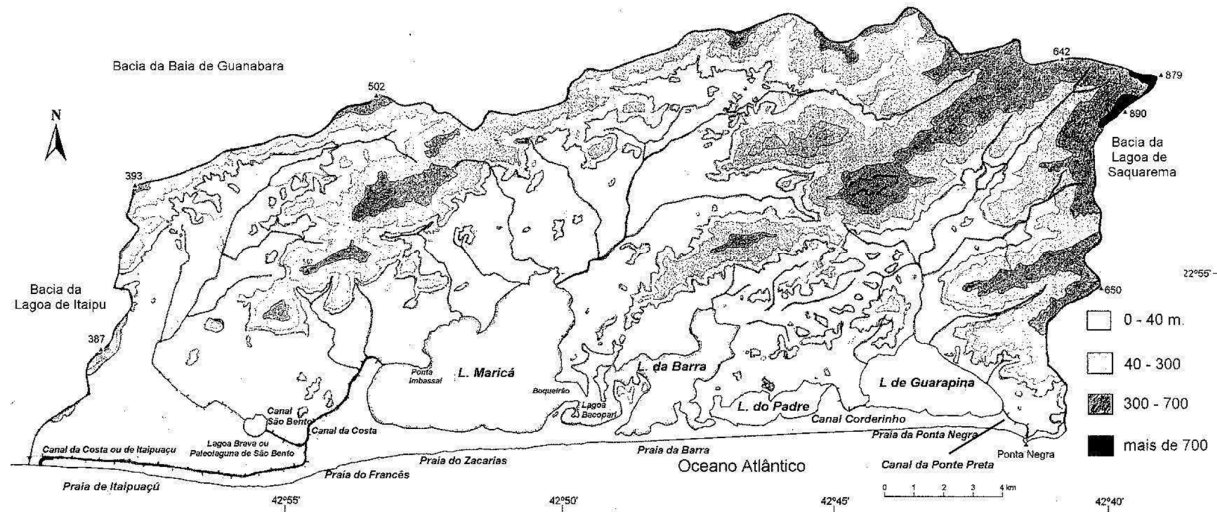 Bacia da Baia de Guanabara
N
502
642
879
890
393
Bacia da
Lagoa de
Saquarema
22°55'
Bacia da
Lagoa de Itaipu
387
650
0 - 40 m.
40 - 300
300 - 700
mais de 700
Ponta
Imbassal
L. Maricá
Boqueirão
Lagoa
Bacopari
L. da Barra
L. do Padre
L de Guarapina
Canal Corderinho
Canal
São Bento
Lagoa Brava ou
Paleolaguna de São Bento
Canal da Costa
Canal da Costa ou de Itaipuaçu
Praia de Itaipuaçú
Praia do Francês
Praia do Zacarias
Praia da Barra
Oceano Atlântico
Praia da Ponta Negra
Canal da Ponte Preta
Ponta Negra
0 1 2 3 4 km
42°55'
42°50'
42°45'
42°40'